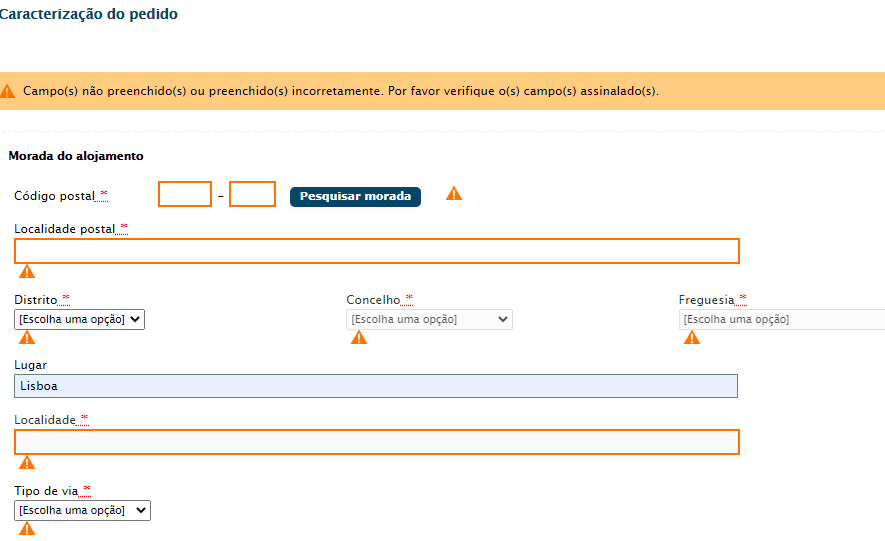 Caracterização do pedido
Campo(s) não preenchido(s) ou preenchido(s) incorretamente. Por favor verifique o(s) campo(s) assinalado(s).
Morada do alojamento
Código postal * - Pesquisar morada
Localidade postal *
Distrito * Concelho * Freguesia *
[Escolha uma opção] [Escolha uma opção] [Escolha uma opção]
Lugar
Lisboa
Localidade *
Tipo de via *
[Escolha uma opção]